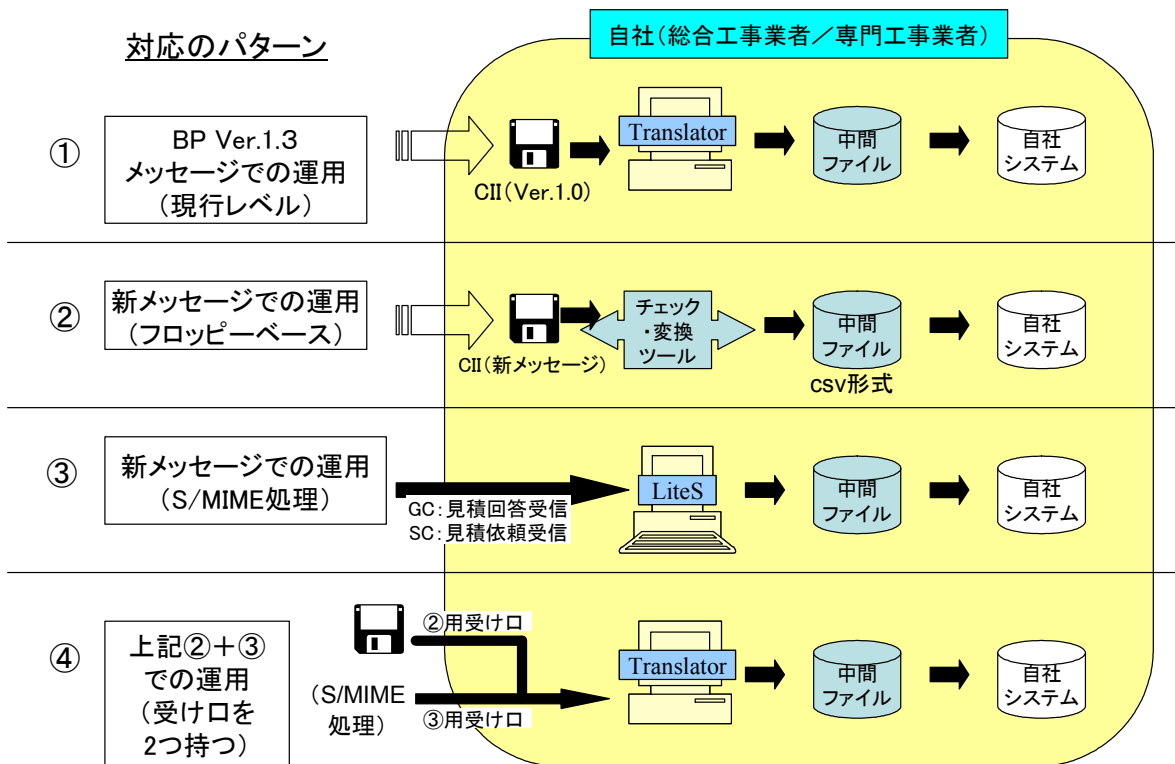 対応のパターン
自社（総合工事業者／専門工事業者）
①
BP Ver.1.3
メッセージでの運用
（現行レベル）
CII（Ver.1.0）
Translator
中間
ファイル
自社
システム
②
新メッセージでの運用
（フロッピーベース）
CII（新メッセージ）
チェック
・変換
ツール
中間
ファイル
CSV形式
自社
システム
③
新メッセージでの運用
（S/MIME処理）
GC：見積回答受信
SC：見積依頼受信
LiteS
中間
ファイル
自社
システム
④
上記②＋③
での運用
（受け口を
2つ持つ）
②用受け口
（S/MIME
処理）
③用受け口
Translator
中間
ファイル
自社
システム